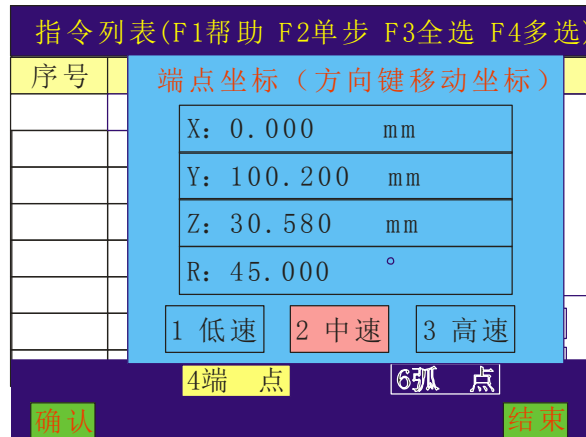 指令列表(F1帮助 F2单步 F3全选 F4多选)
序号
端点坐标（方向键移动坐标）
X: 0.000 mm
Y: 100.200 mm
Z: 30.580 mm
R: 45.000 °
1 低速 2 中速 3 高速
4端 点 6弧 点
确认 结束